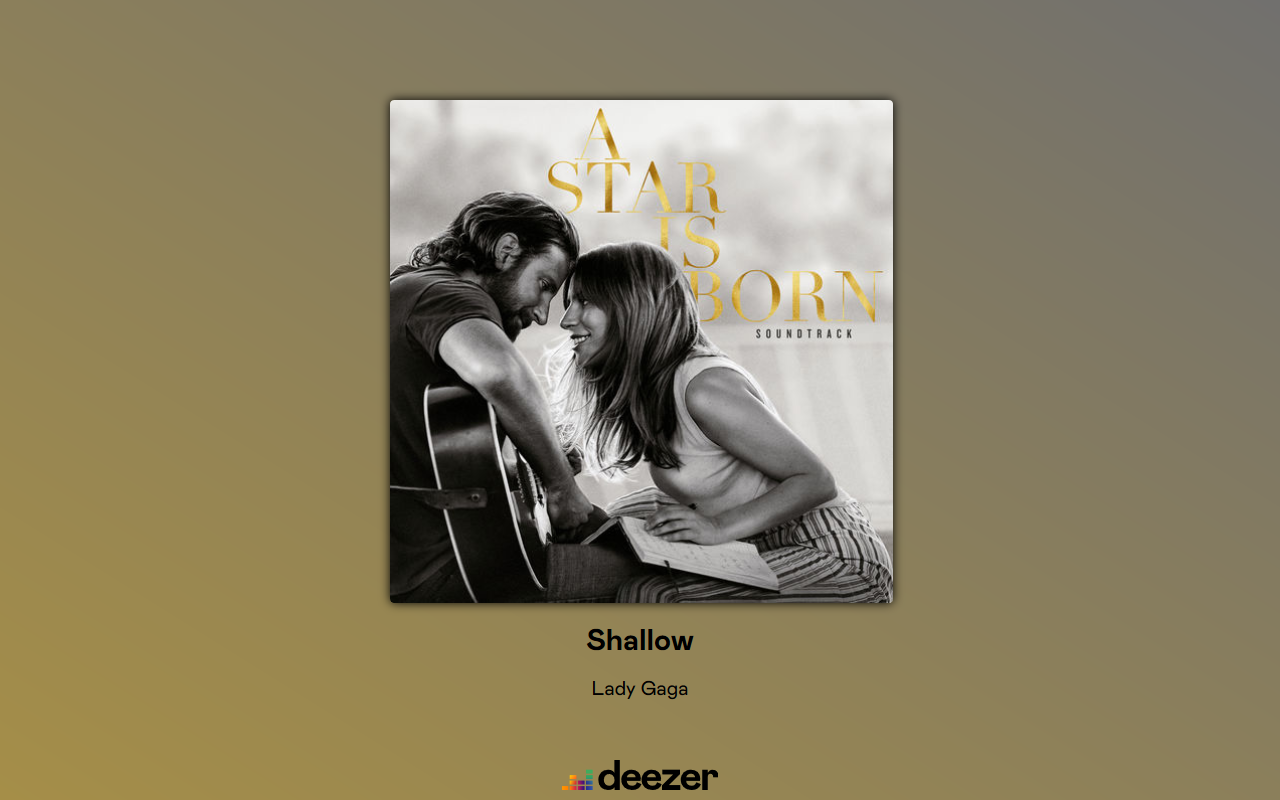 A
STAR
IS
BORN
SOUNDTRACK
Shallow
Lady Gaga
deezer